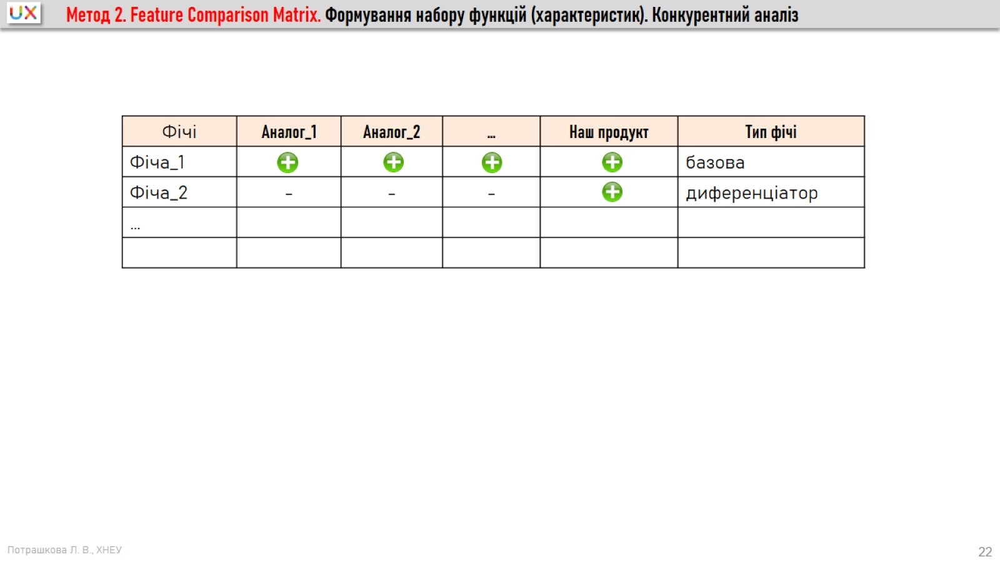 UX
Метод 2. Feature Comparison Matrix. Формування набору функцій (характеристик). Конкурентний аналіз
Фічі Аналог_1 Аналог_2 ... Наш продукт Тип фічі
Фіча_1 + + + + базова
Фіча_2 - - - + диференціатор
...
Потрашкова Л. В., ХНЕУ
22